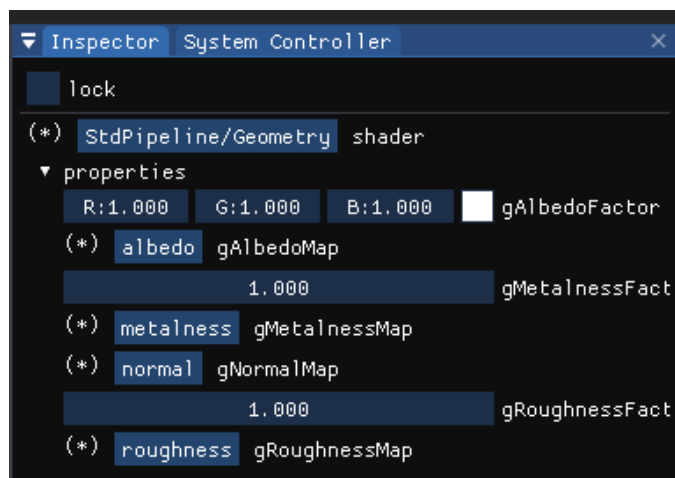 Inspector System Controller
lock
(*) StdPipeline/Geometry shader
properties
R:1.000 G:1.000 B:1.000 gAlbedoFactor
(*) albedo gAlbedoMap
1.000 gMetalnessFact
(*) metalness gMetalnessMap
(*) normal gNormalMap
1.000 gRoughnessFact
(*) roughness gRoughnessMap